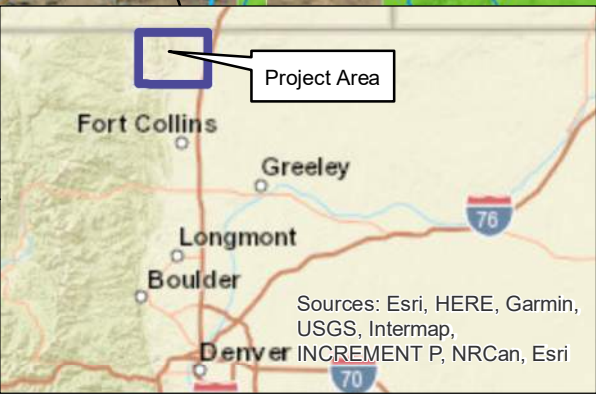 Project Area
Fort Collins
Greeley
76
Longmont
Boulder
Sources: Esri, HERE, Garmin,
USGS, Intermap,
Denver INCREMENT P, NRCan, Esri
70